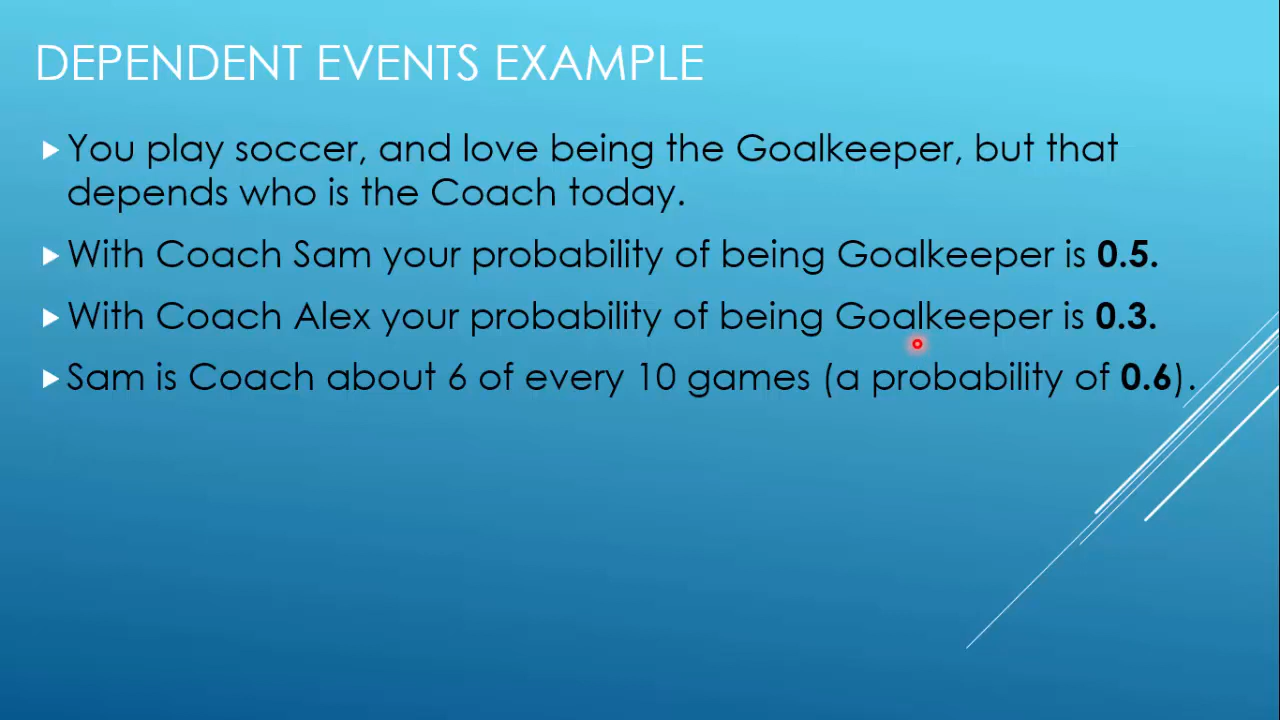 DEPENDENT EVENTS EXAMPLE
You play soccer, and love being the Goalkeeper, but that
depends who is the Coach today.
With Coach Sam your probability of being Goalkeeper is 0.5.
With Coach Alex your probability of being Goalkeeper is 0.3.
Sam is Coach about 6 of every 10 games (a probability of 0.6).